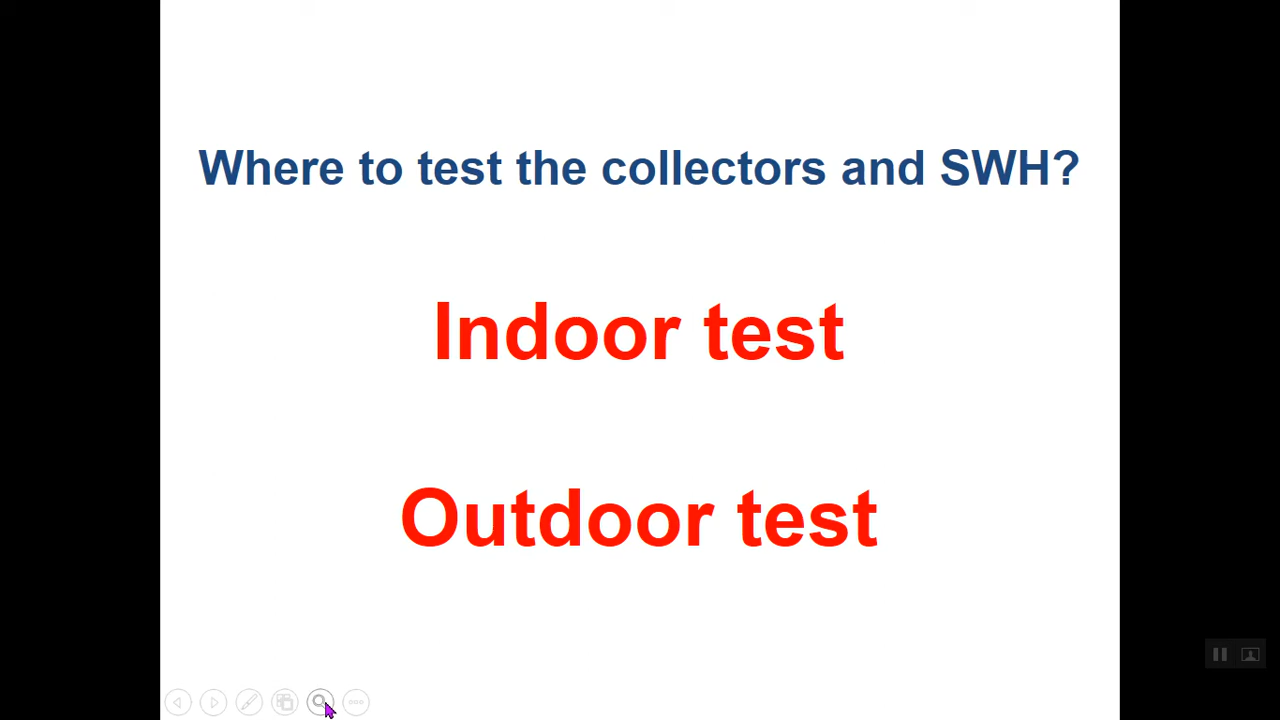 Where to test the collectors and SWH?
Indoor test
Outdoor test